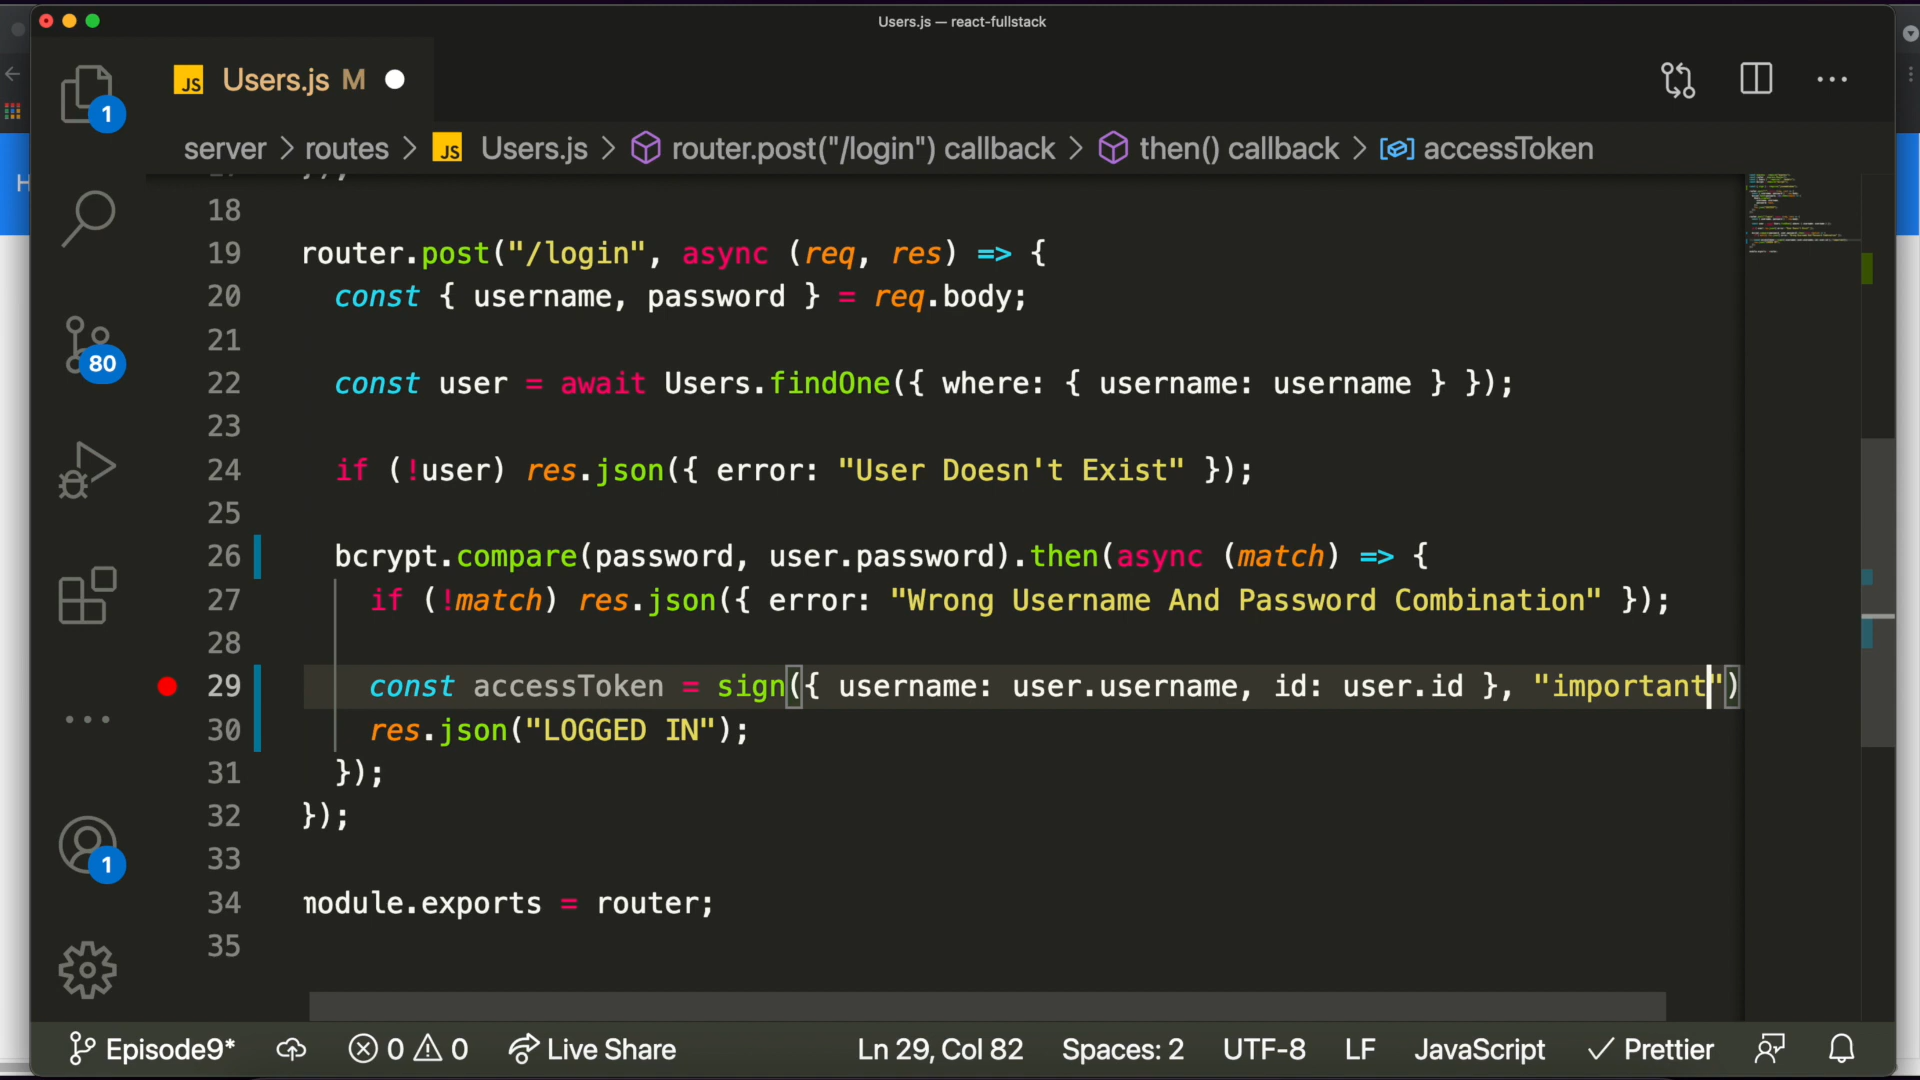 Users.js — react-fullstack
JS Users.js M
1
server > routes > JS Users.js > router.post("/login") callback > then() callback > accessToken
18
19 router.post("/login", async (req, res) => {
20 const { username, password } = req.body;
21
22 const user = await Users.findOne({ where: { username: username } });
23
24 if (!user) res.json({ error: "User Doesn't Exist" });
25
26 bcrypt.compare(password, user.password).then(async (match) => {
27 if (!match) res.json({ error: "Wrong Username And Password Combination" });
28
29 const accessToken = sign({ username: user.username, id: user.id }, "important")
30 res.json("LOGGED IN");
31 });
32 });
33
34 module.exports = router;
35
80
1
Episode9* 0 0 Live Share Ln 29, Col 82 Spaces: 2 UTF-8 LF JavaScript Prettier